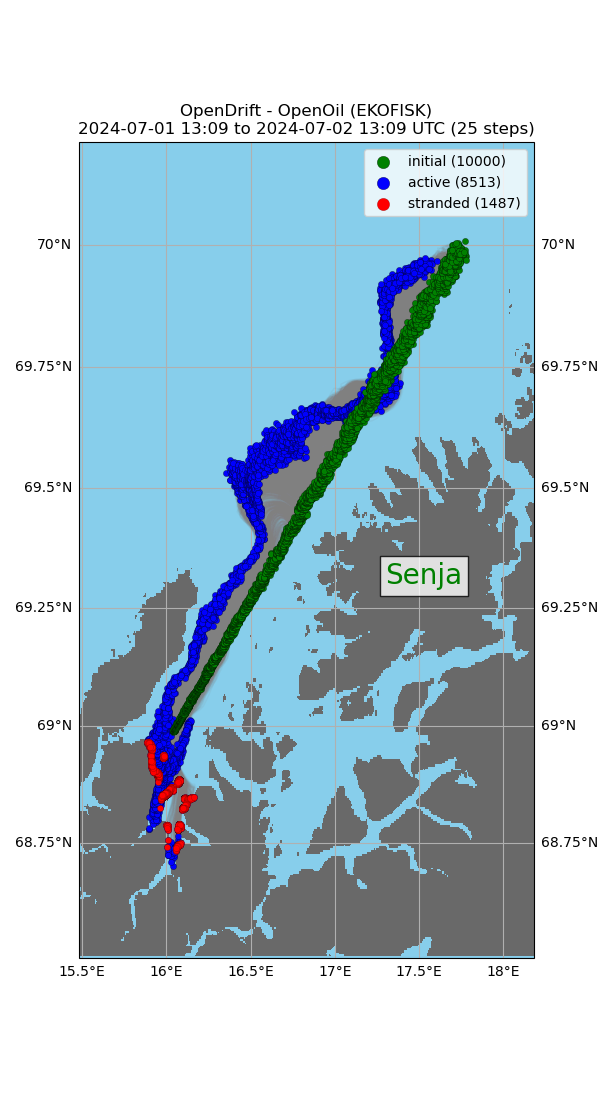 OpenDrift - OpenOil (EKOFISK)
2024-07-01 13:09 to 2024-07-02 13:09 UTC (25 steps)
initial (10000)
active (8513)
stranded (1487)
70°N 70°N
69.75°N 69.75°N
69.5°N 69.5°N
Senja
69.25°N 69.25°N
69°N 69°N
68.75°N 68.75°N
15.5°E 16°E 16.5°E 17°E 17.5°E 18°E